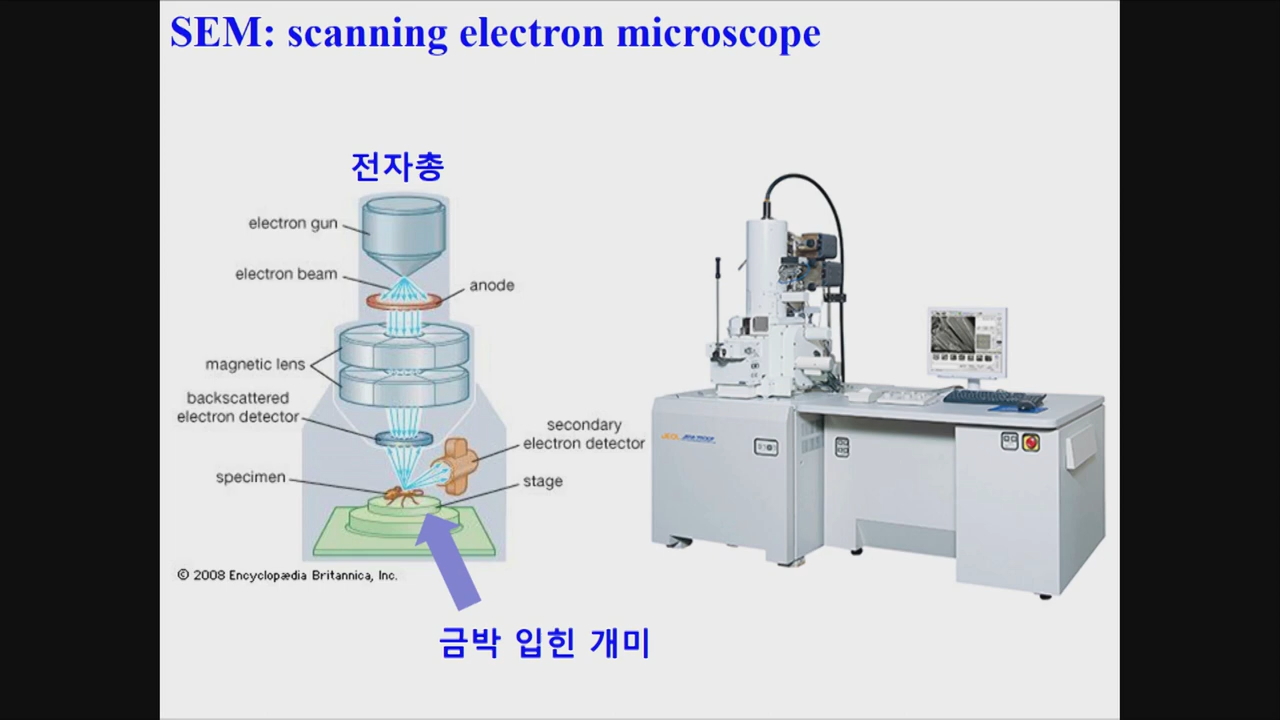 SEM: scanning electron microscope
전자총
electron gun
electron beam
anode
magnetic lens
backscattered
electron detector
secondary
electron detector
specimen
stage
© 2008 Encyclopædia Britannica, Inc.
금박 입힌 개미
JEOL